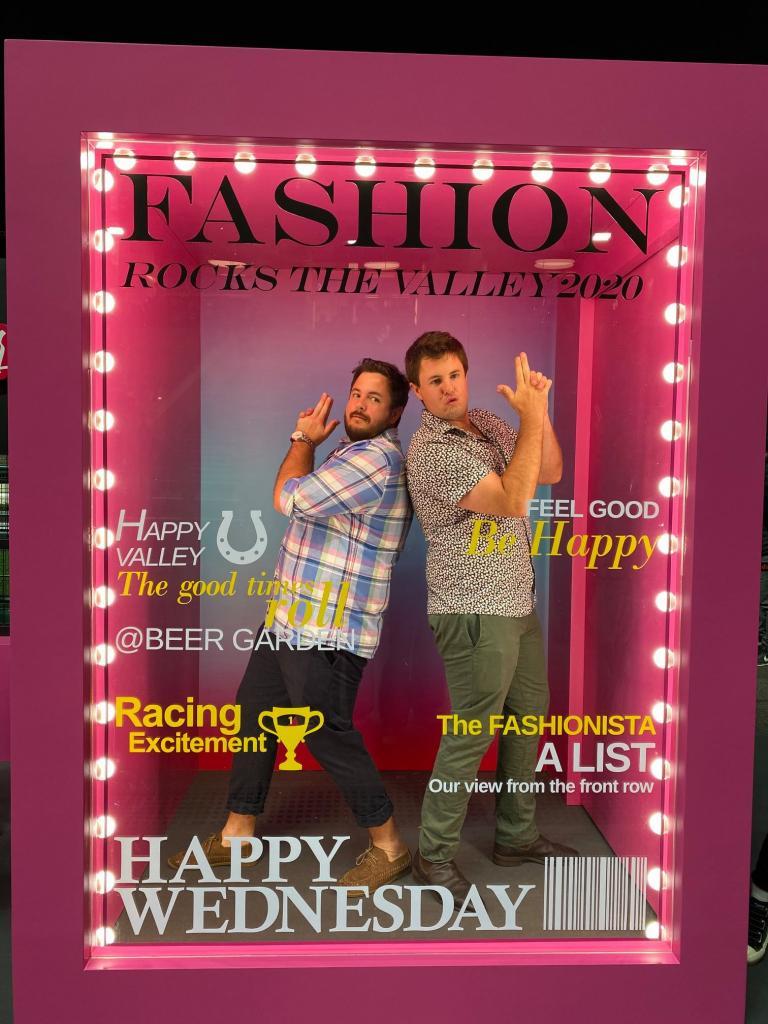 FASHION
ROCKS THE VALLEY 2020
HAPPY
VALLEY
The good times
roll
@BEER GARDEN
FEEL GOOD
Be Happy
Racing
Excitement
1
The FASHIONISTA
A LIST
Our view from the front row
HAPPY
WEDNESDAY